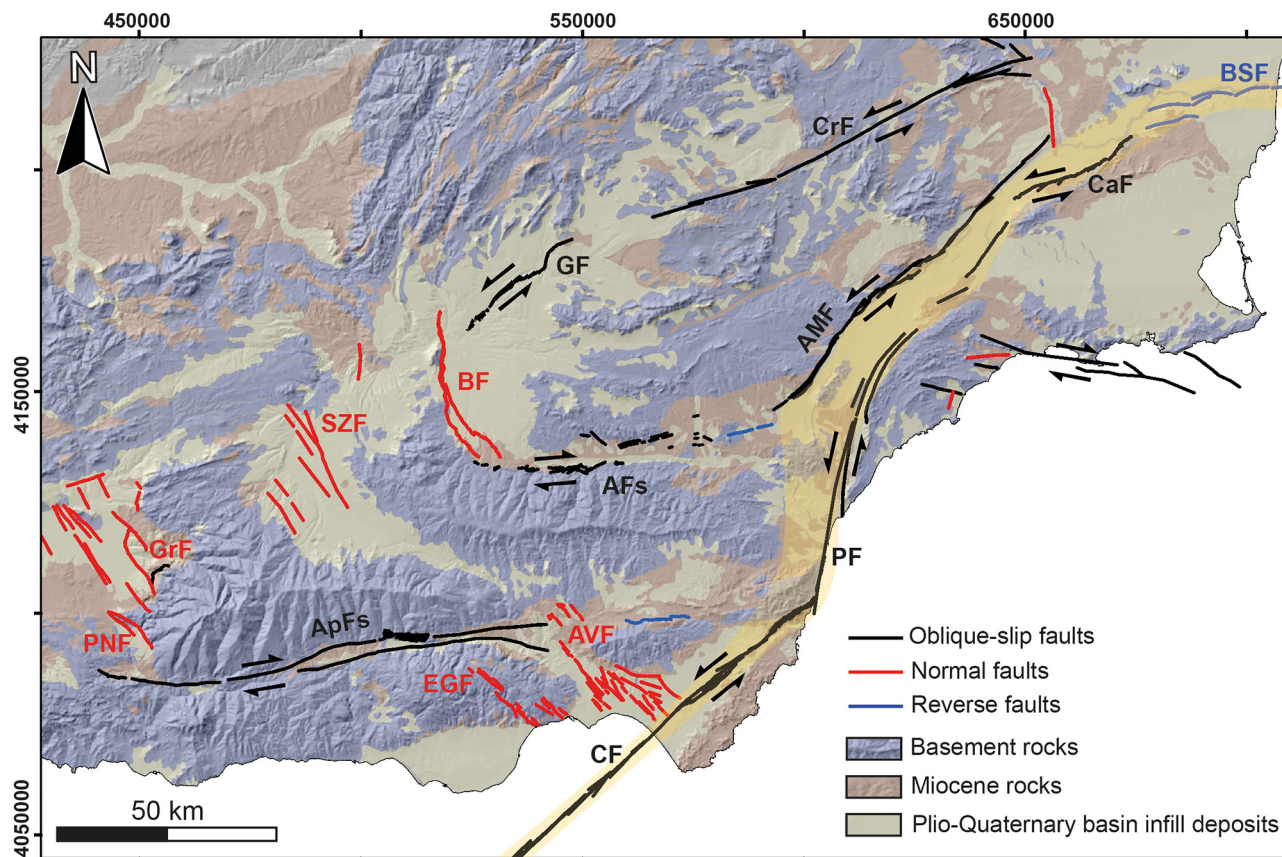 450000
550000
650000
N
BSF
CrF
CaF
GF
AMF
BF
4150000
SZF
AFs
GrF
PF
ApFs
AVF
PNF
EGF
CF
Oblique-slip faults
Normal faults
Reverse faults
Basement rocks
Miocene rocks
Plio-Quaternary basin infill deposits
50 km
4050000